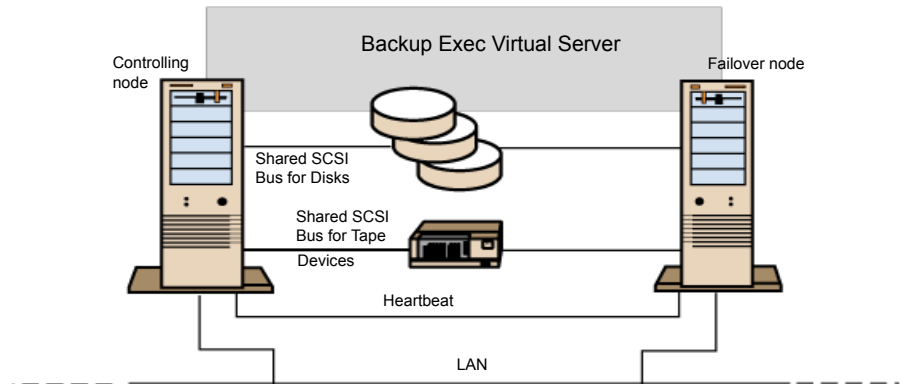 Backup Exec Virtual Server
Controlling
node
Failover node
Shared SCSI
Bus for Disks
Shared SCSI
Bus for Tape
Devices
Heartbeat
LAN